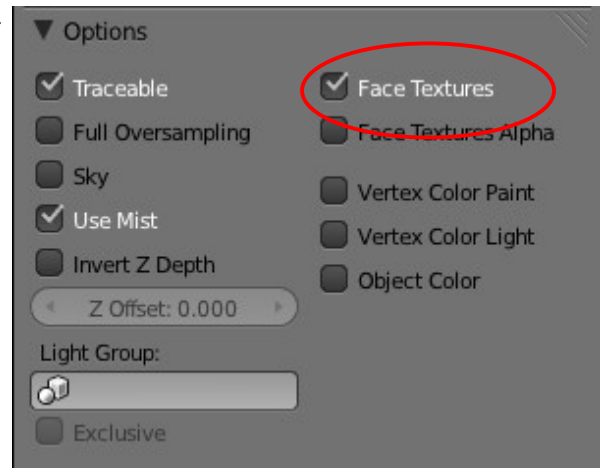 Options
Traceable
Full Oversampling
Sky
Use Mist
Invert Z Depth
Z Offset: 0.000
Light Group:
Exclusive
Face Textures
Face Textures Alpha
Vertex Color Paint
Vertex Color Light
Object Color